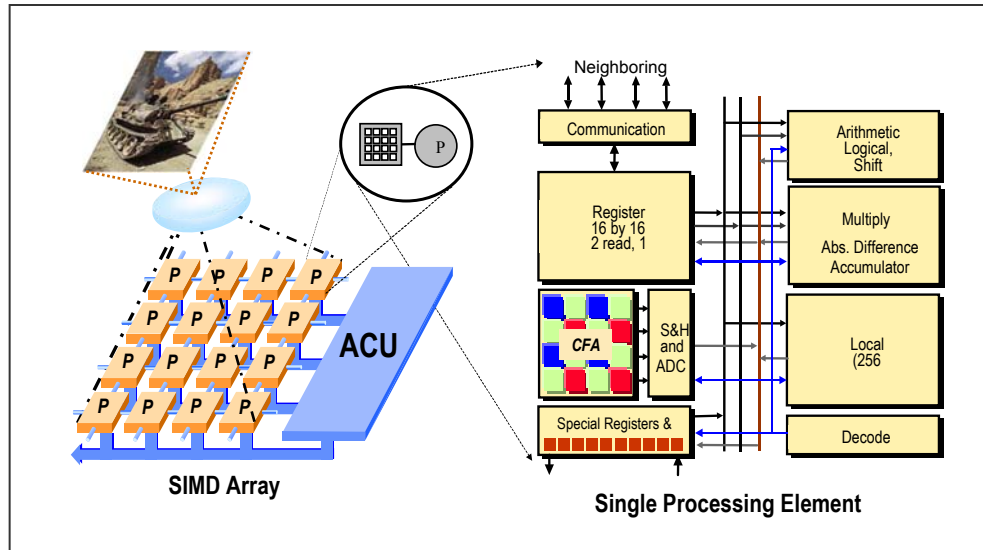 P
P P P P
P P P P
P P P P
P P P P
ACU
SIMD Array
Neighboring
Communication
Register
16 by 16
2 read, 1
CFA
S&H
and
ADC
Special Registers &
Arithmetic
Logical,
Shift
Multiply
Abs. Difference
Accumulator
Local
(256
Decode
Single Processing Element